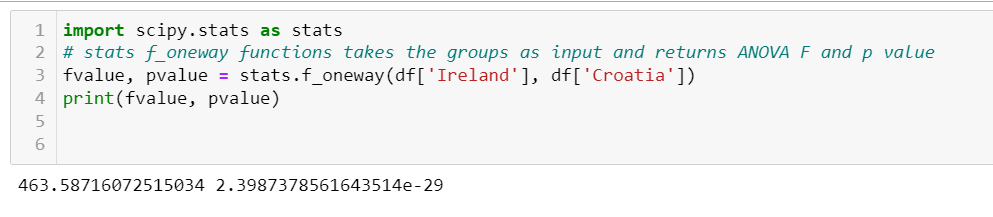 1 import scipy.stats as stats
2 # stats f_oneway functions takes the groups as input and returns ANOVA F and p value
3 fvalue, pvalue = stats.f_oneway(df['Ireland'], df['Croatia'])
4 print(fvalue, pvalue)
5
6
463.58716072515034 2.3987378561643514e-29